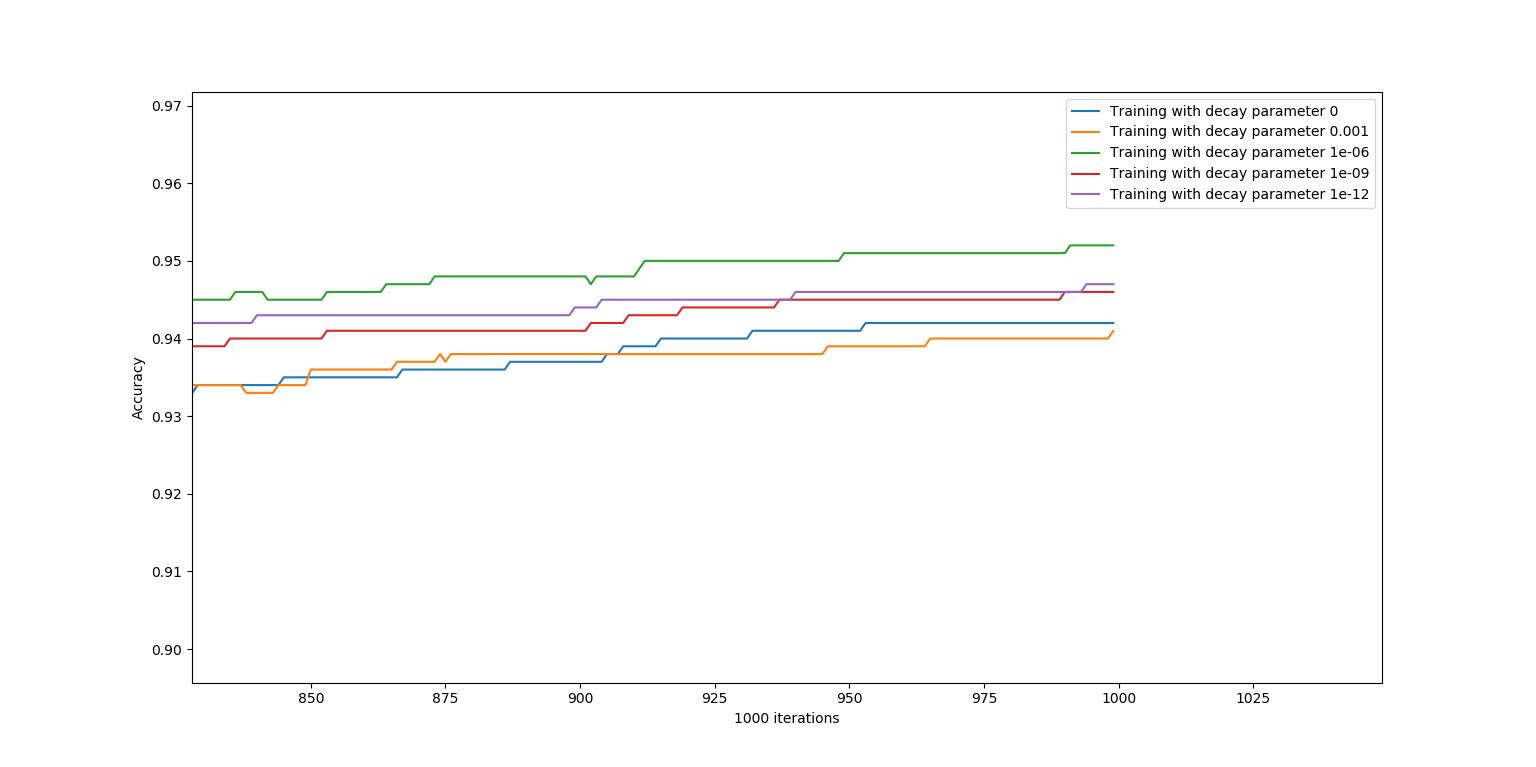 0.97
0.96
0.95
0.94
0.93
0.92
0.91
0.90
Accuracy
850 875 900 925 950 975 1000 1025
1000 iterations
Training with decay parameter 0
Training with decay parameter 0.001
Training with decay parameter 1e-06
Training with decay parameter 1e-09
Training with decay parameter 1e-12